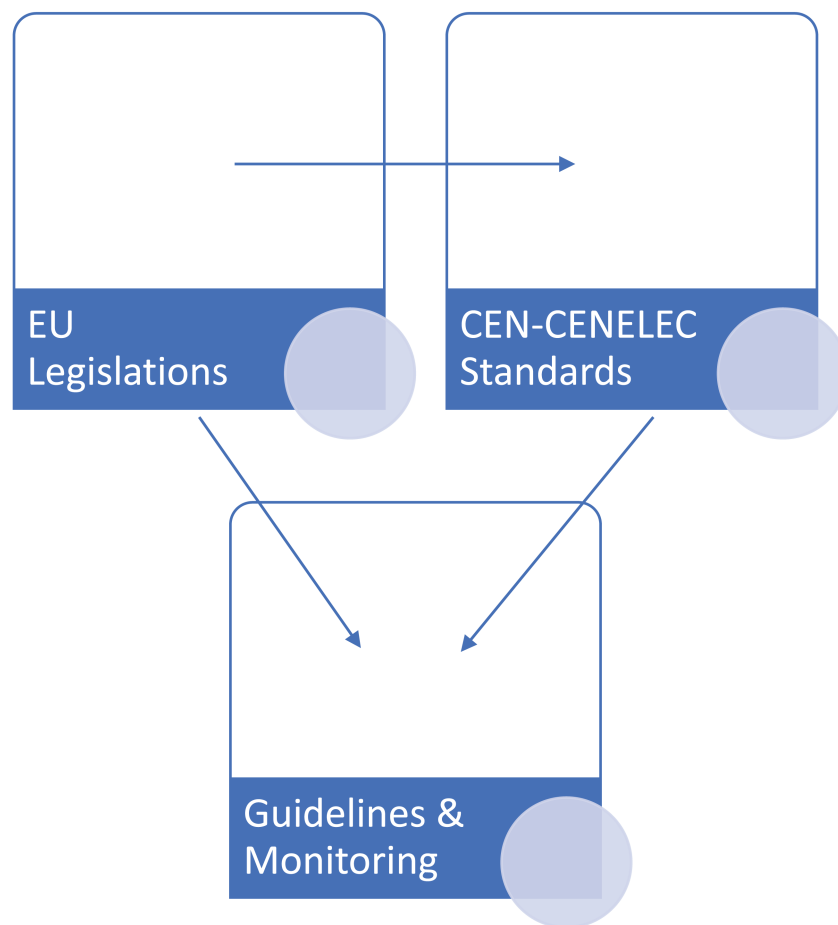 EU
Legislations
CEN-CENELEC
Standards
Guidelines &
Monitoring